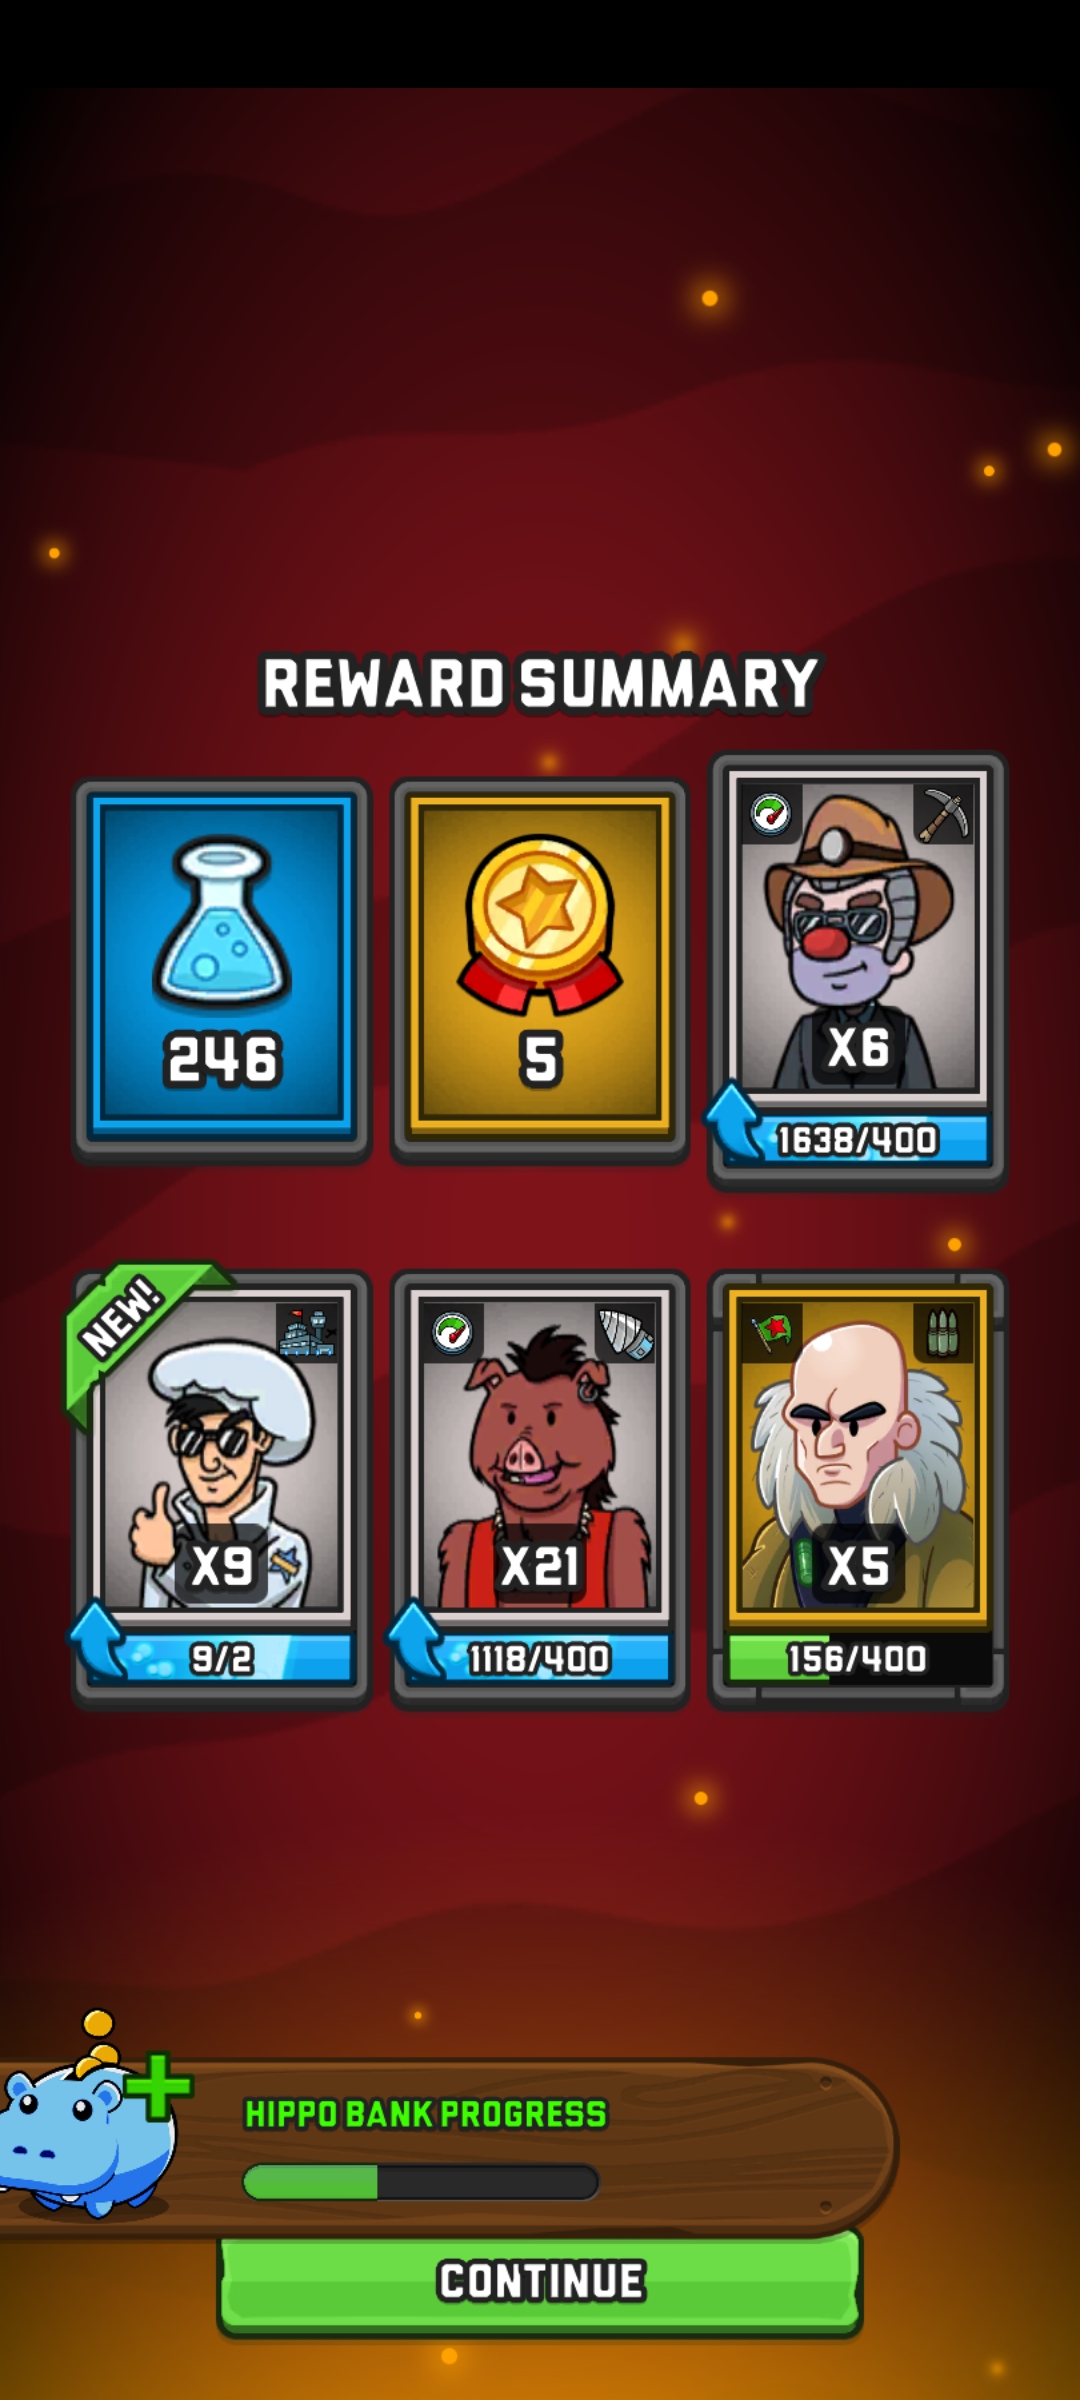 REWARD SUMMARY
246
5
X6
1638/400
NEW!
X9
9/2
X21
1118/400
X5
156/400
HIPPO BANK PROGRESS
CONTINUE